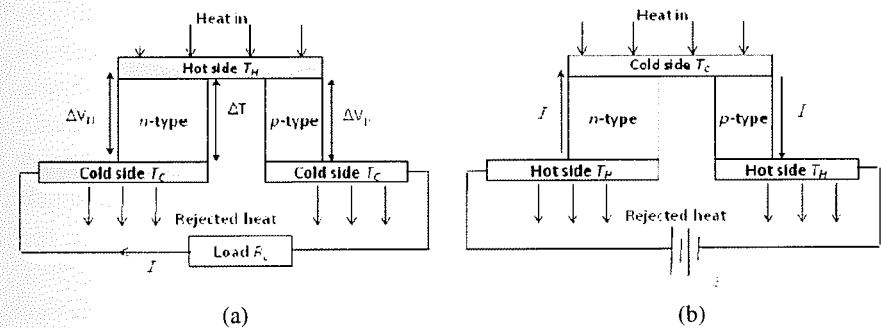 Heat in
Hot side T_H
ΔV_n
n-type
ΔT
p-type
ΔV_p
Cold side T_C
Cold side T_C
Rejected heat
Load R_L
I
(a)
Heat in
Cold side T_C
I
n-type
p-type
I
Hot side T_H
Hot side T_H
Rejected heat
(b)